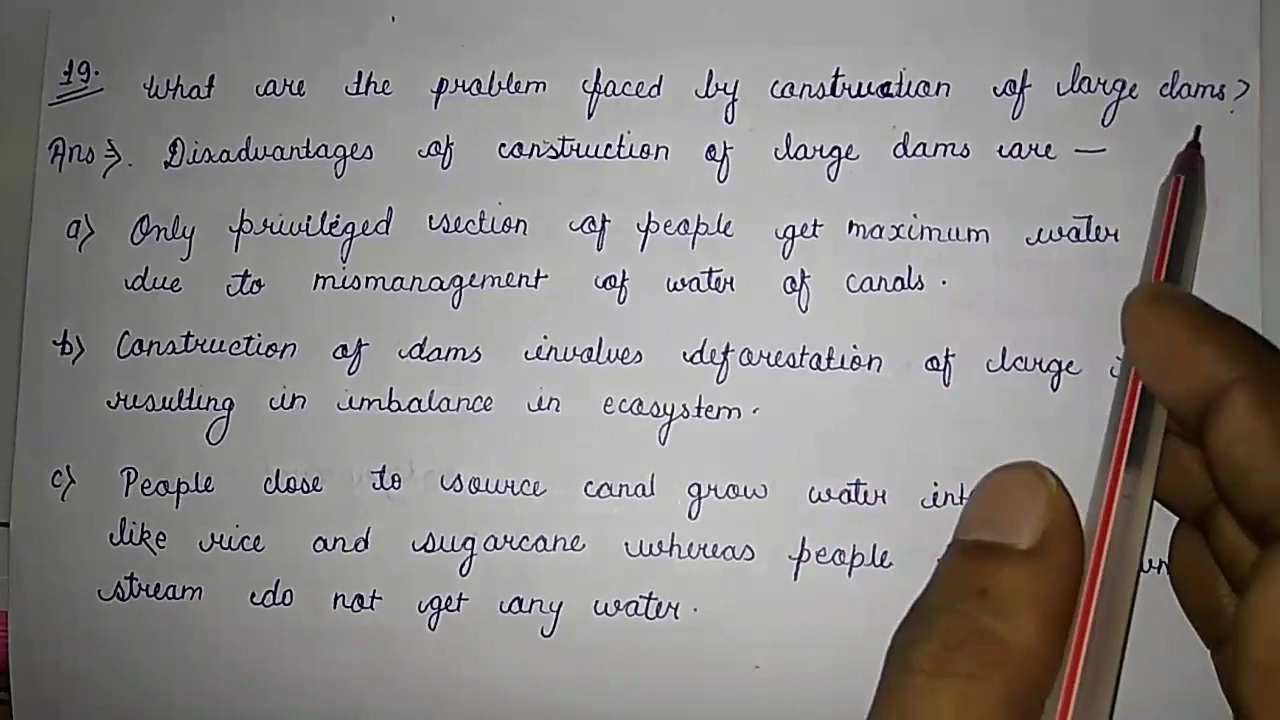 19. What are the problem faced by construction of large dams?
Ans ⇒. Disadvantages of construction of large dams are —
a) Only privileged section of people get maximum water
due to mismanagement of water of canals.
b) Construction of dams involves deforestation of large
resulting in imbalance in ecosystem.
c) People close to source canal grow water
like rice and sugarcane whereas people
stream do not get any water.